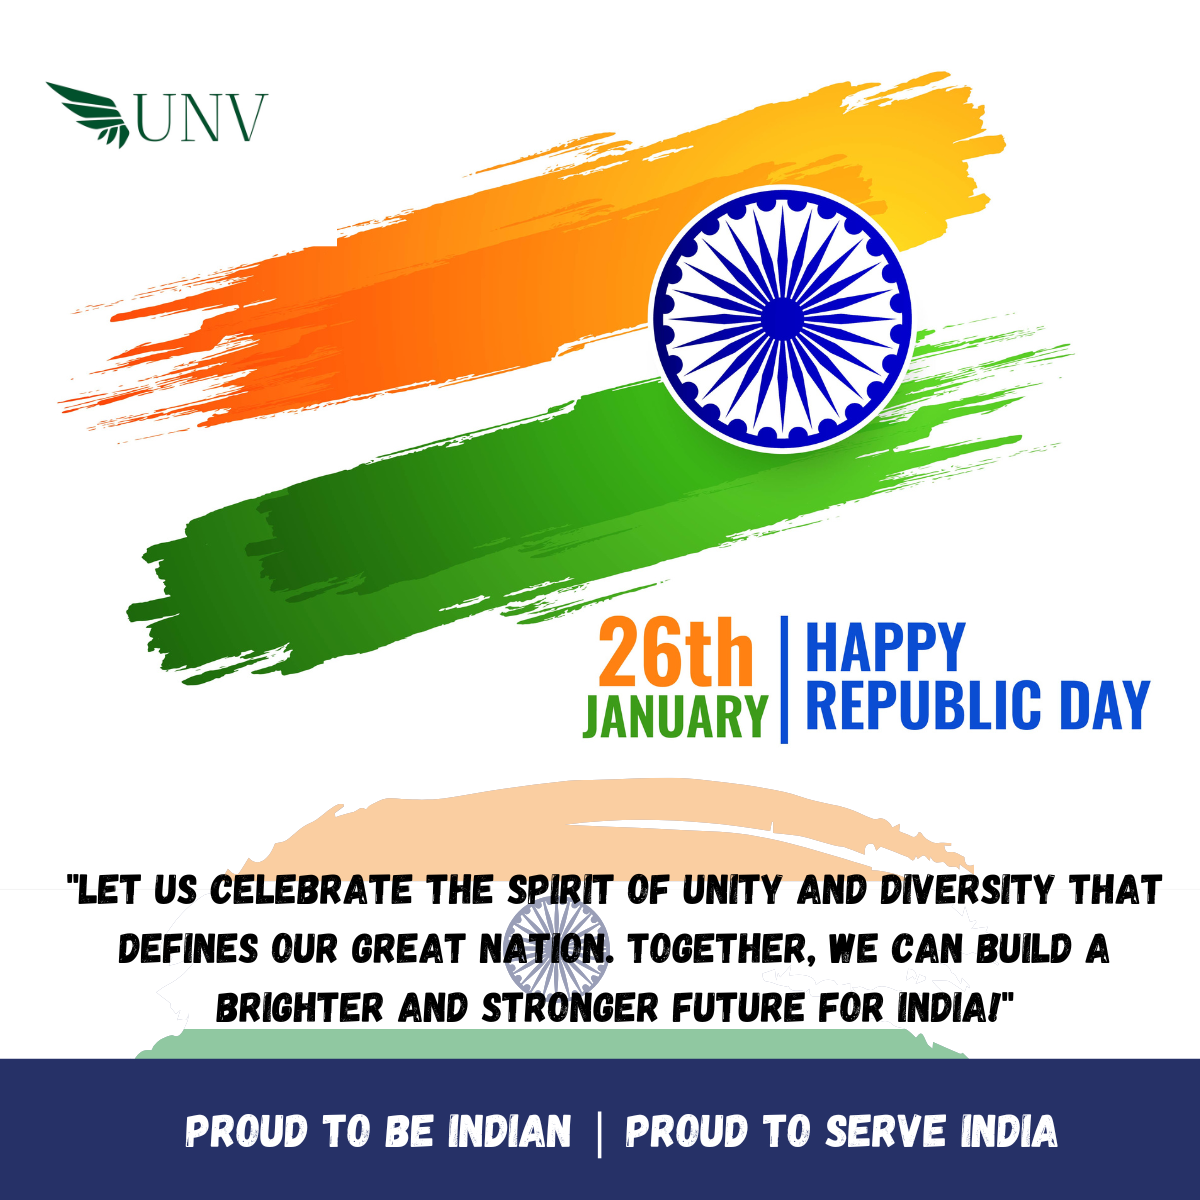 UNV
26th
JANUARY
HAPPY
REPUBLIC DAY
"LET US CELEBRATE THE SPIRIT OF UNITY AND DIVERSITY THAT
DEFINES OUR GREAT NATION. TOGETHER, WE CAN BUILD A
BRIGHTER AND STRONGER FUTURE FOR INDIA!"
PROUD TO BE INDIAN | PROUD TO SERVE INDIA